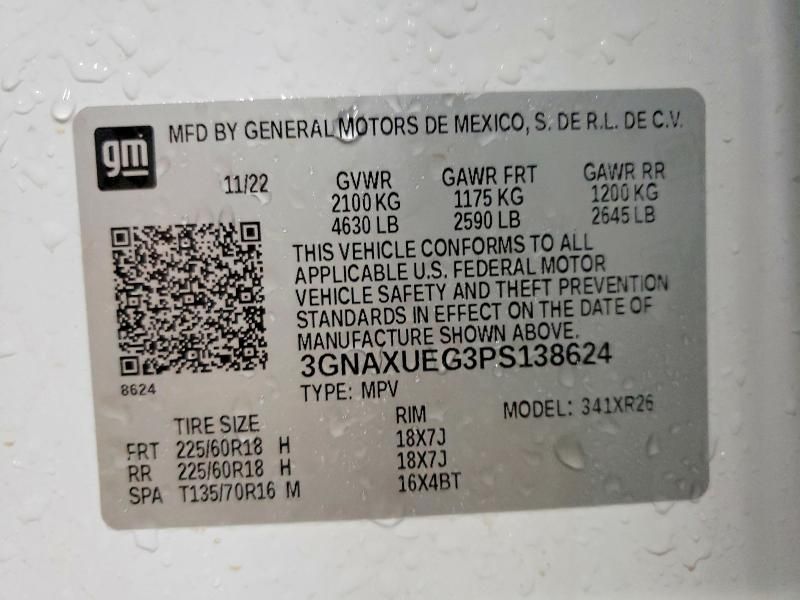 gm
MFD BY GENERAL MOTORS DE MEXICO, S. DE R.L. DE C.V.
11/22 GVWR GAWR FRT GAWR RR
2100 KG 1175 KG 1200 KG
4630 LB 2590 LB 2645 LB
THIS VEHICLE CONFORMS TO ALL
APPLICABLE U.S. FEDERAL MOTOR
VEHICLE SAFETY AND THEFT PREVENTION
STANDARDS IN EFFECT ON THE DATE OF
MANUFACTURE SHOWN ABOVE.
3GNAXUEG3PS138624
8624
TYPE: MPV
TIRE SIZE RIM MODEL: 341XR26
FRT 225/60R18 H 18X7J
RR 225/60R18 H 18X7J
SPA T135/70R16 M 16X4BT